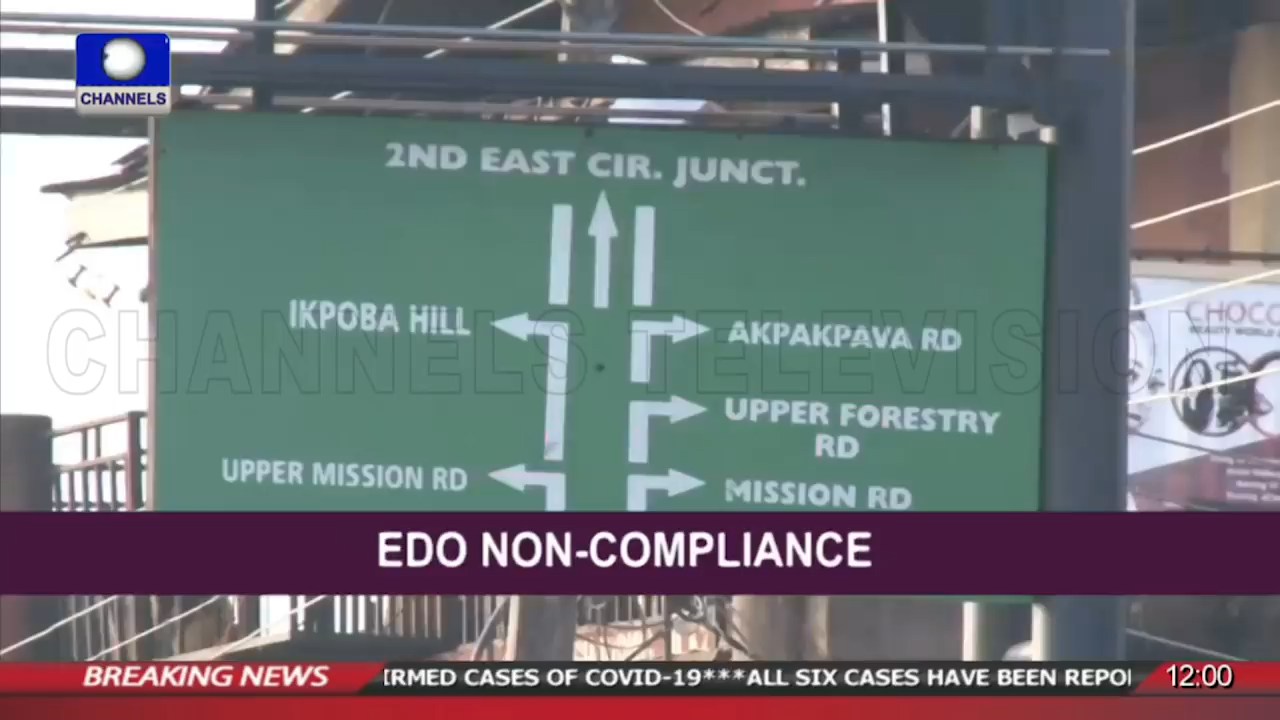 CHANNELS
2ND EAST CIR. JUNCT.
IKPOBA HILL
AKPAKPAVA RD
CHANNELS TELEVISION
UPPER FORESTRY
RD
UPPER MISSION RD
MISSION RD
CHOCO
EDO NON-COMPLIANCE
BREAKING NEWS
RMED CASES OF COVID-19***ALL SIX CASES HAVE BEEN REPO
12:00